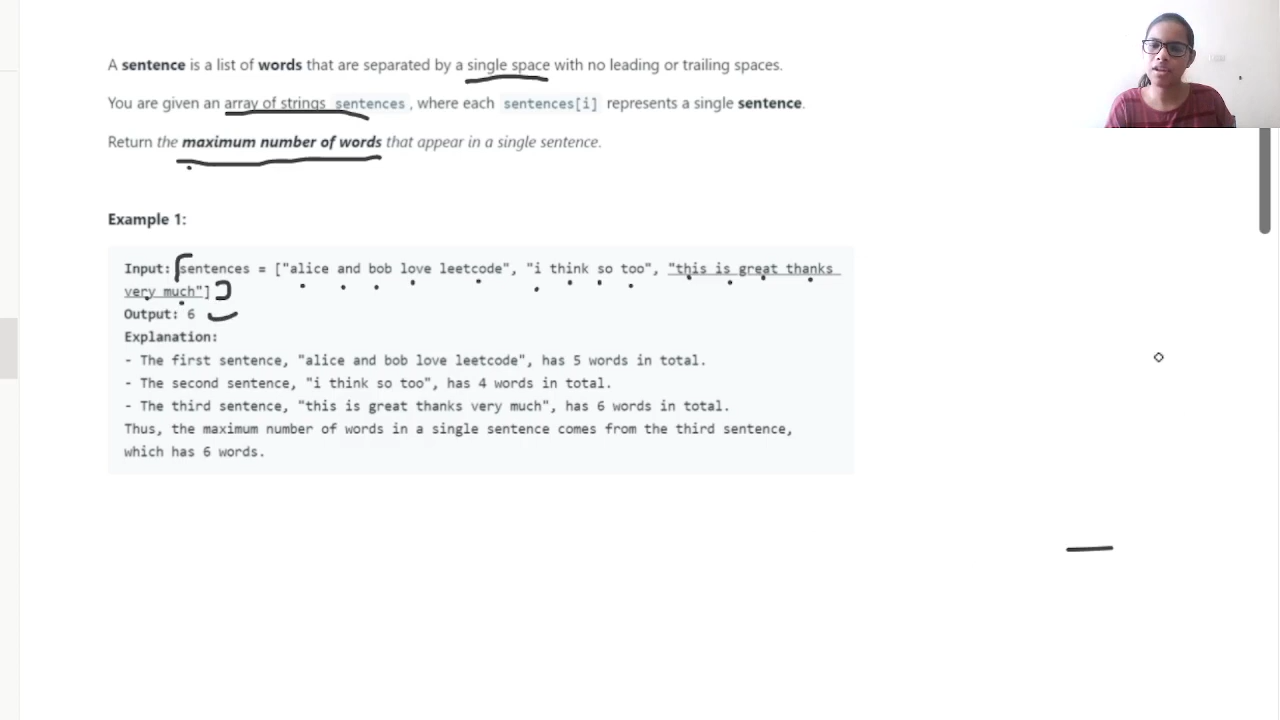 A sentence is a list of words that are separated by a single space with no leading or trailing spaces.
You are given an array of strings sentences, where each sentences[i] represents a single sentence.
Return the maximum number of words that appear in a single sentence.
Example 1:
Input: sentences = ["alice and bob love leetcode", "i think so too", "this is great thanks
very much"]
Output: 6
Explanation:
- The first sentence, "alice and bob love leetcode", has 5 words in total.
- The second sentence, "i think so too", has 4 words in total.
- The third sentence, "this is great thanks very much", has 6 words in total.
Thus, the maximum number of words in a single sentence comes from the third sentence,
which has 6 words.